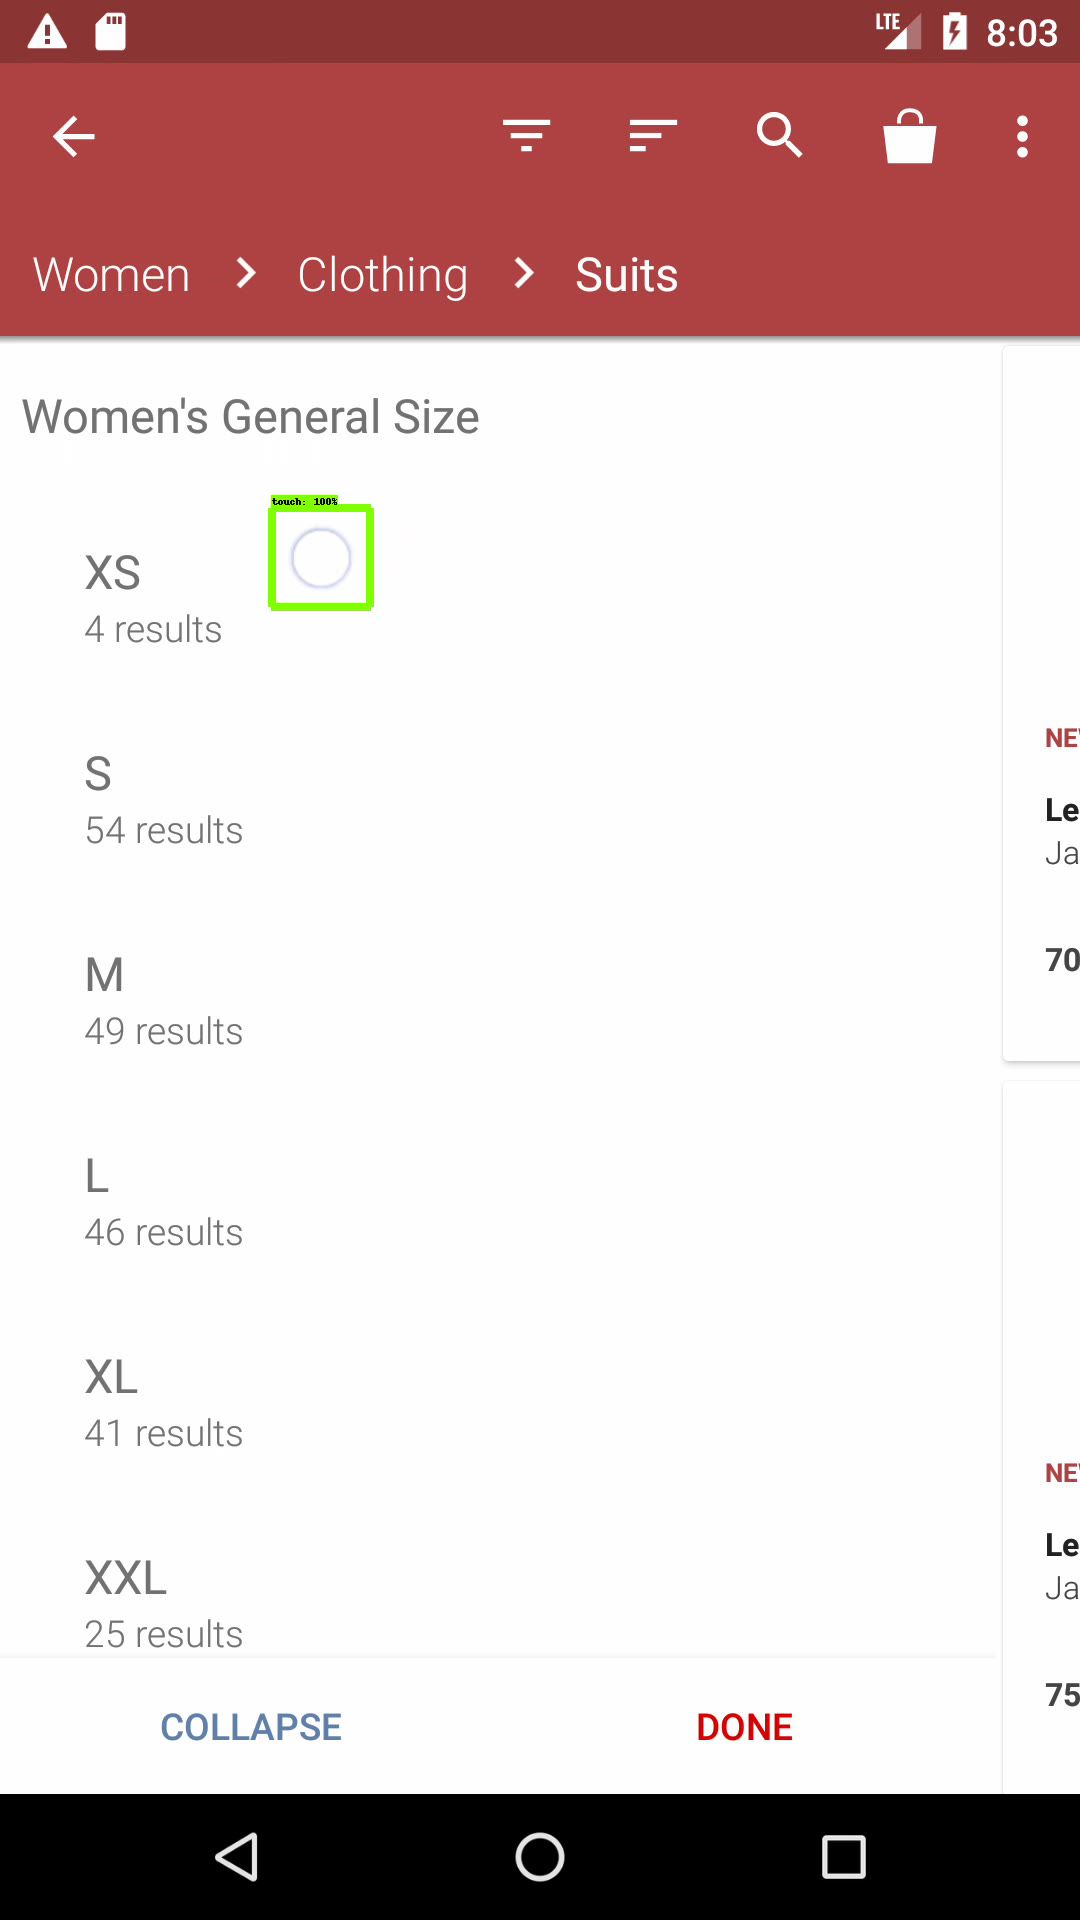 LTE 8:03
Women Clothing Suits
Women's General Size
touch: 100%
XS
4 results
S
54 results
M
49 results
L
46 results
XL
41 results
XXL
25 results
NE
Le
Ja
70
NE
Le
Ja
75
COLLAPSE DONE